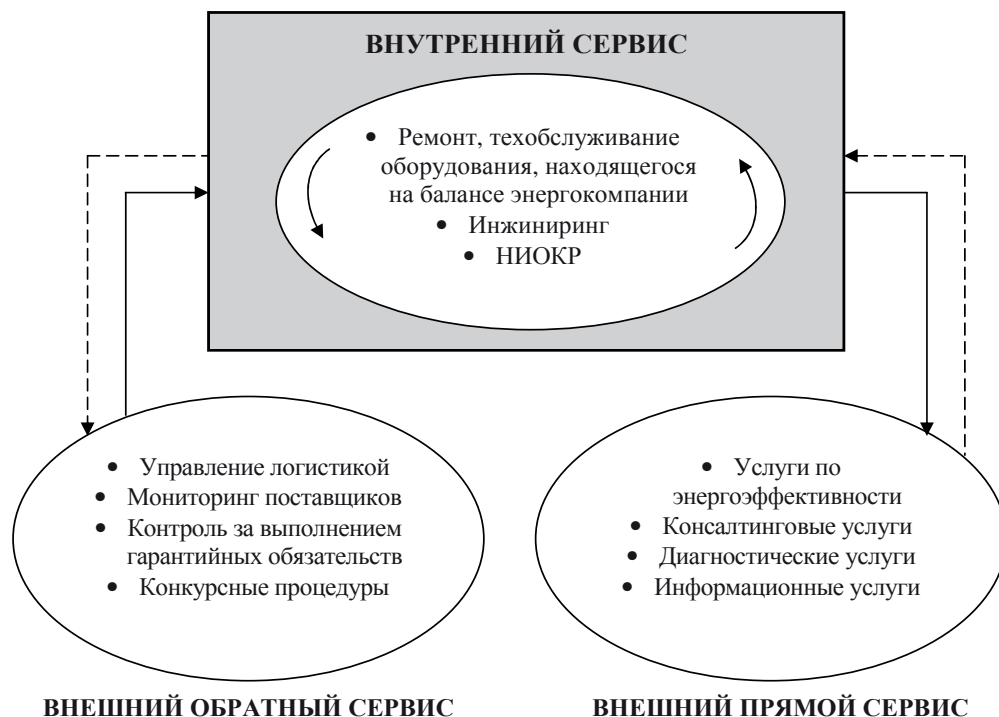 ВНУТРЕННИЙ СЕРВИС
• Ремонт, техобслуживание
оборудования, находящегося
на балансе энергокомпании
• Инжиниринг
• НИОКР
• Управление логистикой
• Мониторинг поставщиков
• Контроль за выполнением
гарантийных обязательств
• Конкурсные процедуры
ВНЕШНИЙ ОБРАТНЫЙ СЕРВИС
• Услуги по
энергоэффективности
• Консалтинговые услуги
• Диагностические услуги
• Информационные услуги
ВНЕШНИЙ ПРЯМОЙ СЕРВИС